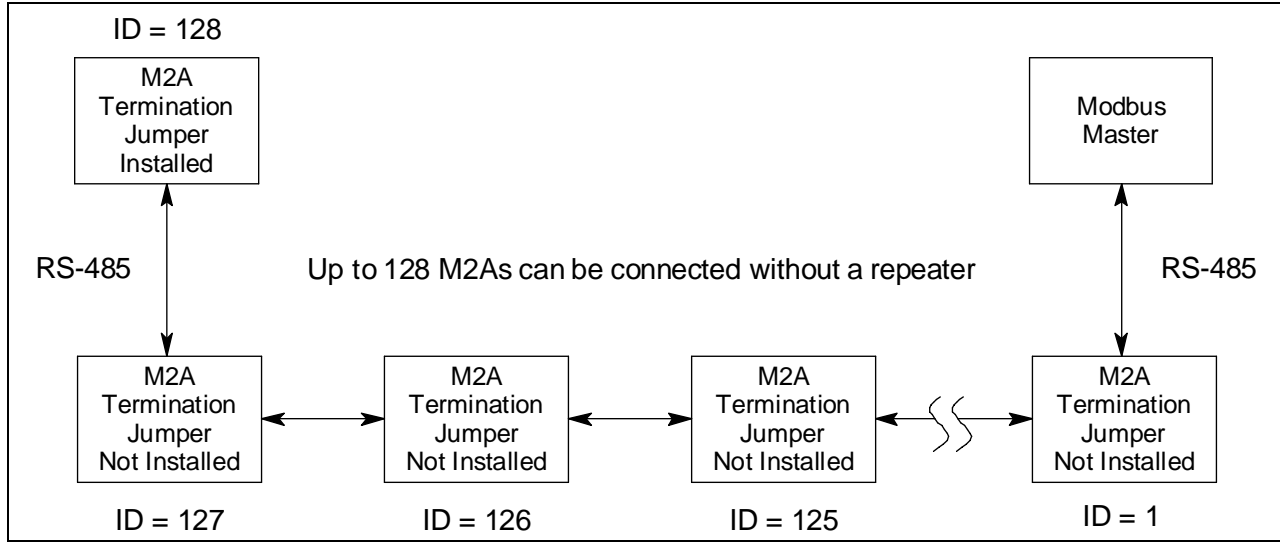 ID = 128
M2A
Termination
Jumper
Installed
Modbus
Master
RS-485
Up to 128 M2As can be connected without a repeater
RS-485
M2A
Termination
Jumper
Not Installed
M2A
Termination
Jumper
Not Installed
M2A
Termination
Jumper
Not Installed
M2A
Termination
Jumper
Not Installed
ID = 127
ID = 126
ID = 125
ID = 1